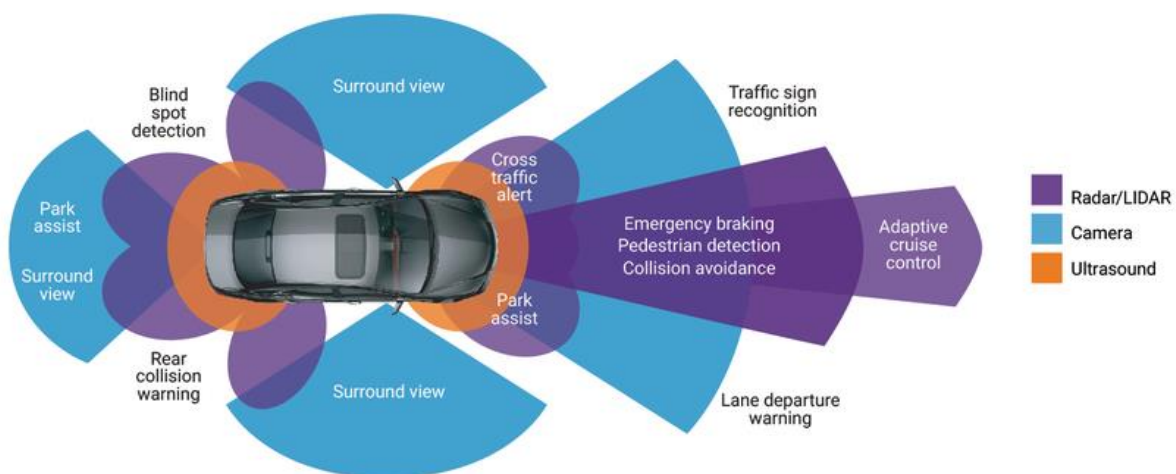 Surround view
Blind
spot
detection
Traffic sign
recognition
Cross
traffic
alert
Park
assist
Surround
view
Emergency braking
Pedestrian detection
Collision avoidance
Adaptive
cruise
control
Radar/LIDAR
Camera
Ultrasound
Park
assist
Rear
collision
warning
Surround view
Lane departure
warning